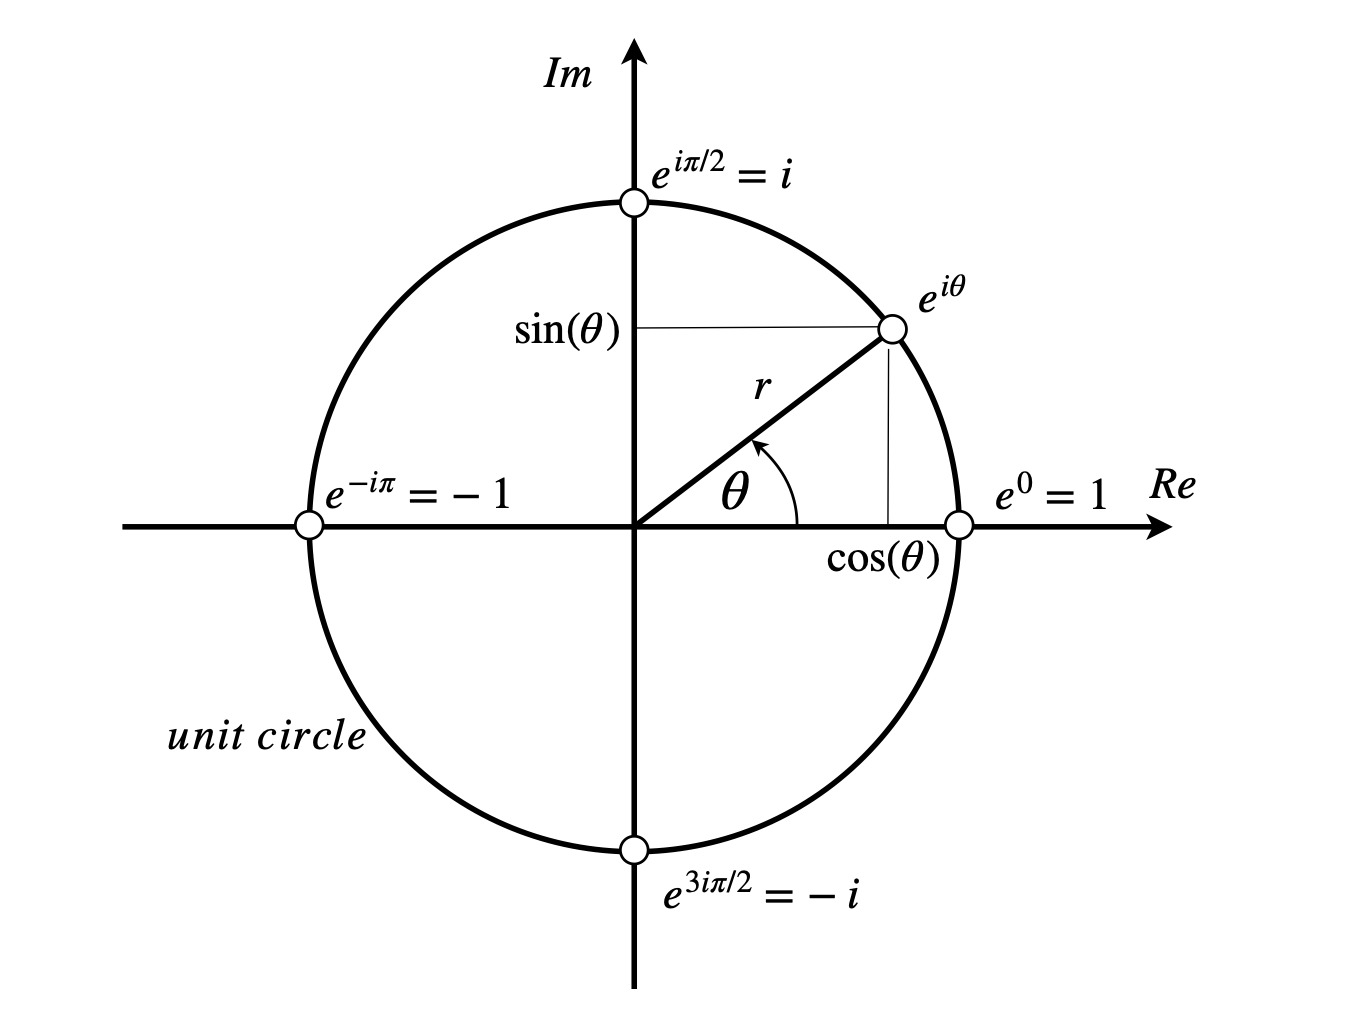 Im
e^{iπ/2} = i
e^{iθ}
sin(θ)
r
θ
e^{−iπ} = − 1
e^{0} = 1
Re
cos(θ)
unit circle
e^{3iπ/2} = − i